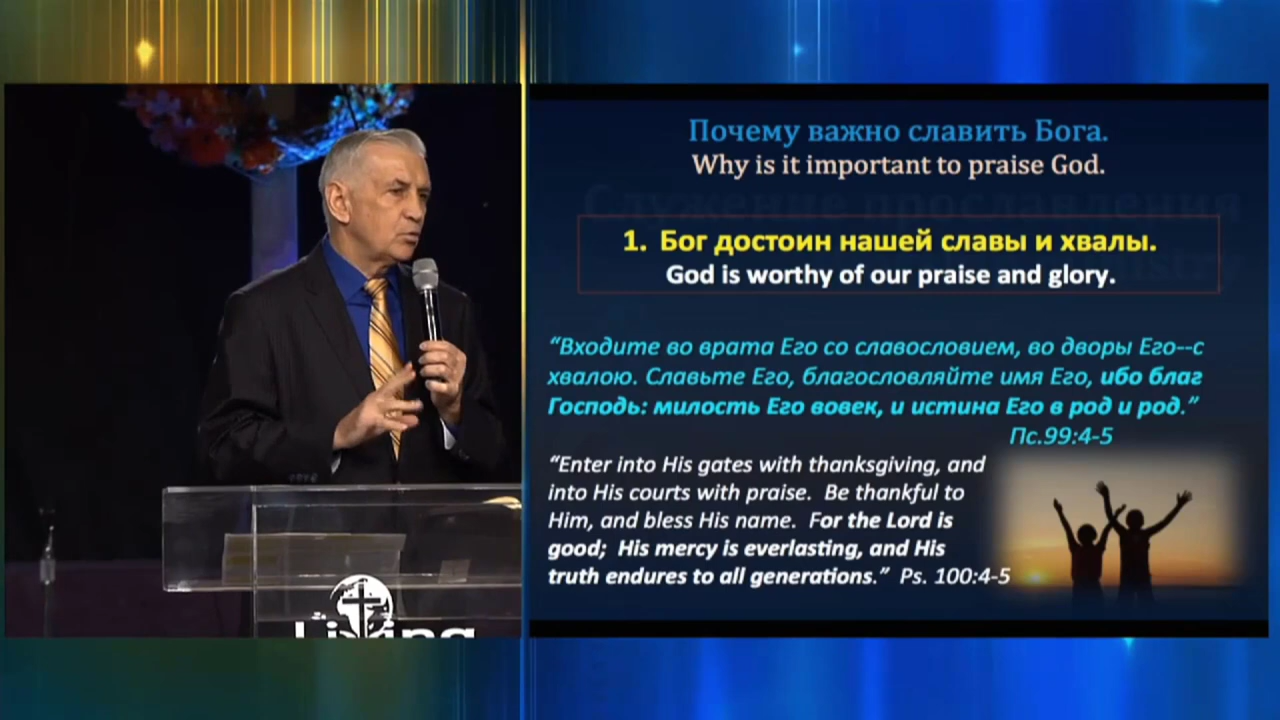 Почему важно славить Бога.
Why is it important to praise God.
Служение прославления
1. Бог достоин нашей славы и хвалы.
God is worthy of our praise and glory.
“Входите во врата Его со славословием, во дворы Его--с
хвалою. Славьте Его, благословляйте имя Его, ибо благ
Господь: милость Его вовек, и истина Его в род и род.”
Пс.99:4-5
“Enter into His gates with thanksgiving, and
into His courts with praise. Be thankful to
Him, and bless His name. For the Lord is
good; His mercy is everlasting, and His
truth endures to all generations.” Ps. 100:4-5
Living